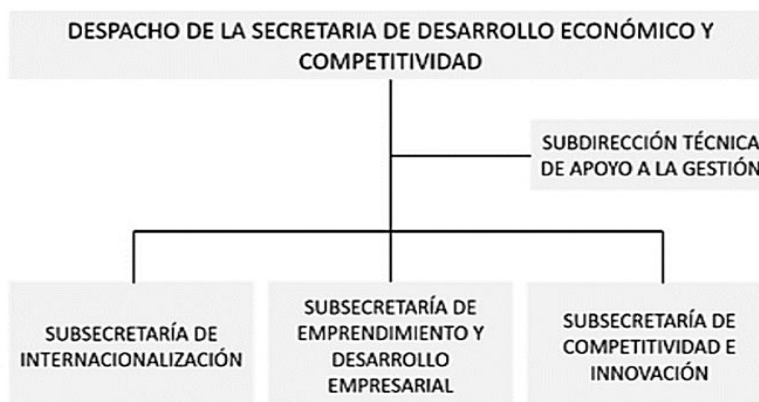 DESPACHO DE LA SECRETARIA DE DESARROLLO ECONÓMICO Y
COMPETITIVIDAD
SUBDIRECCIÓN TÉCNICA
DE APOYO A LA GESTIÓN
SUBSECRETARÍA DE
INTERNACIONALIZACIÓN
SUBSECRETARÍA DE
EMPRENDIMIENTO Y
DESARROLLO
EMPRESARIAL
SUBSECRETARÍA DE
COMPETITIVIDAD E
INNOVACIÓN